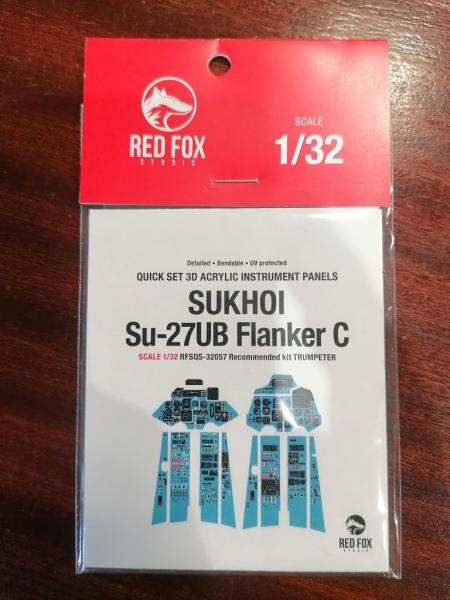 RED FOX
STUDIO
SCALE
1/32
Detailed • Bendable • UV protected
QUICK SET 3D ACRYLIC INSTRUMENT PANELS
SUKHOI
Su-27UB Flanker C
SCALE 1/32 RFSQS-32057 Recommended kit TRUMPETER
RED FOX
STUDIO